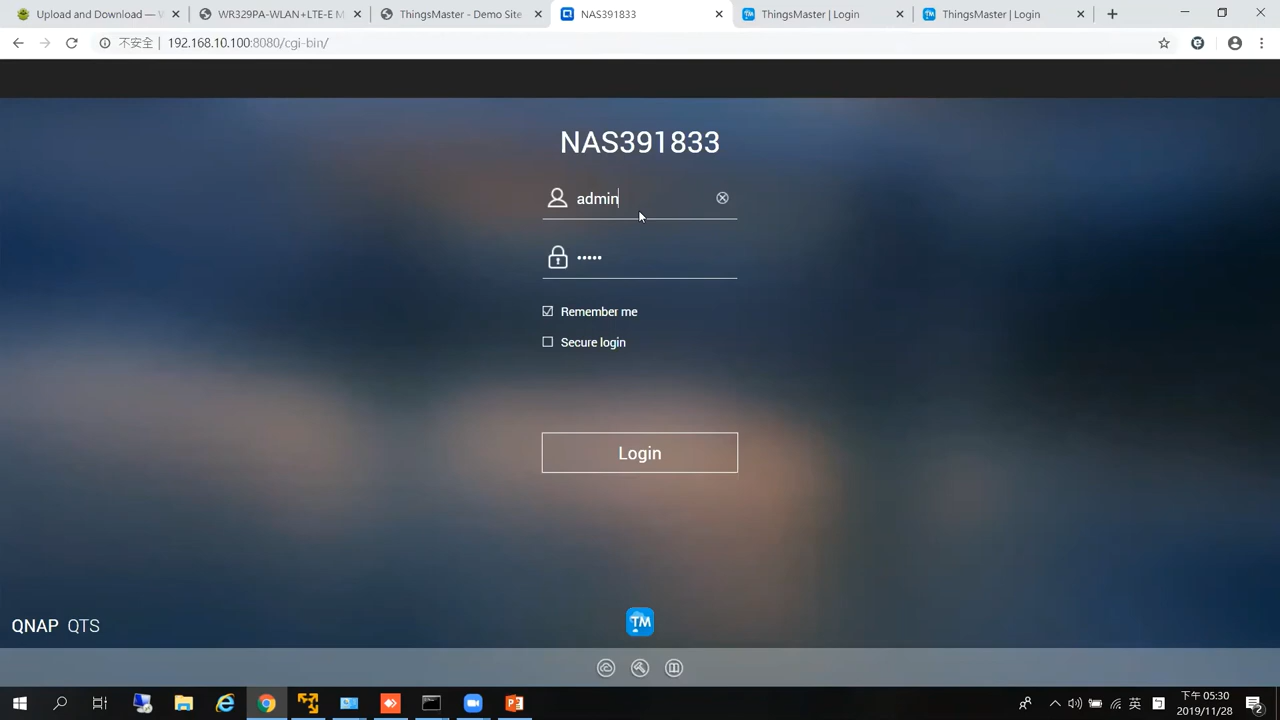 Upload and Download — W
WR329PA-WLAN-LTE-E M
ThingsMaster - Demo Site
NAS391833
ThingsMaster | Login
ThingsMaster | Login
不安全 | 192.168.10.100:8080/cgi-bin/
NAS391833
admin
•••••
Remember me
Secure login
Login
QNAP QTS
TM
英
下午 05:30
2019/11/28
2